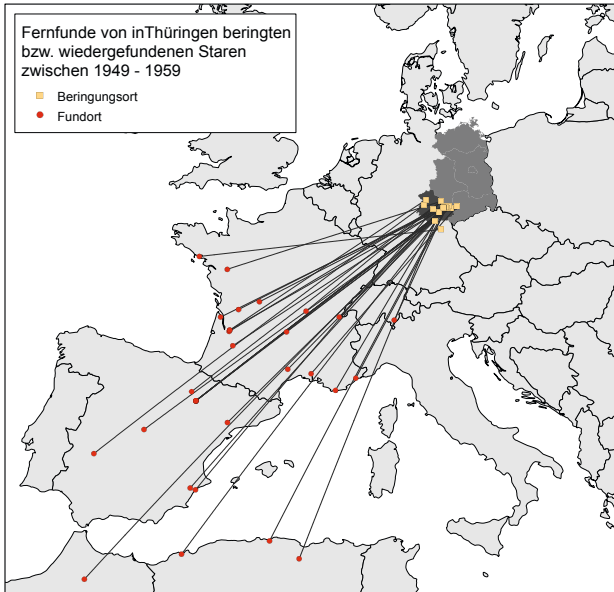 Fernfunde von inThüringen beringten
bzw. wiedergefundenen Staren
zwischen 1949 - 1959
Beringungsort
Fundort